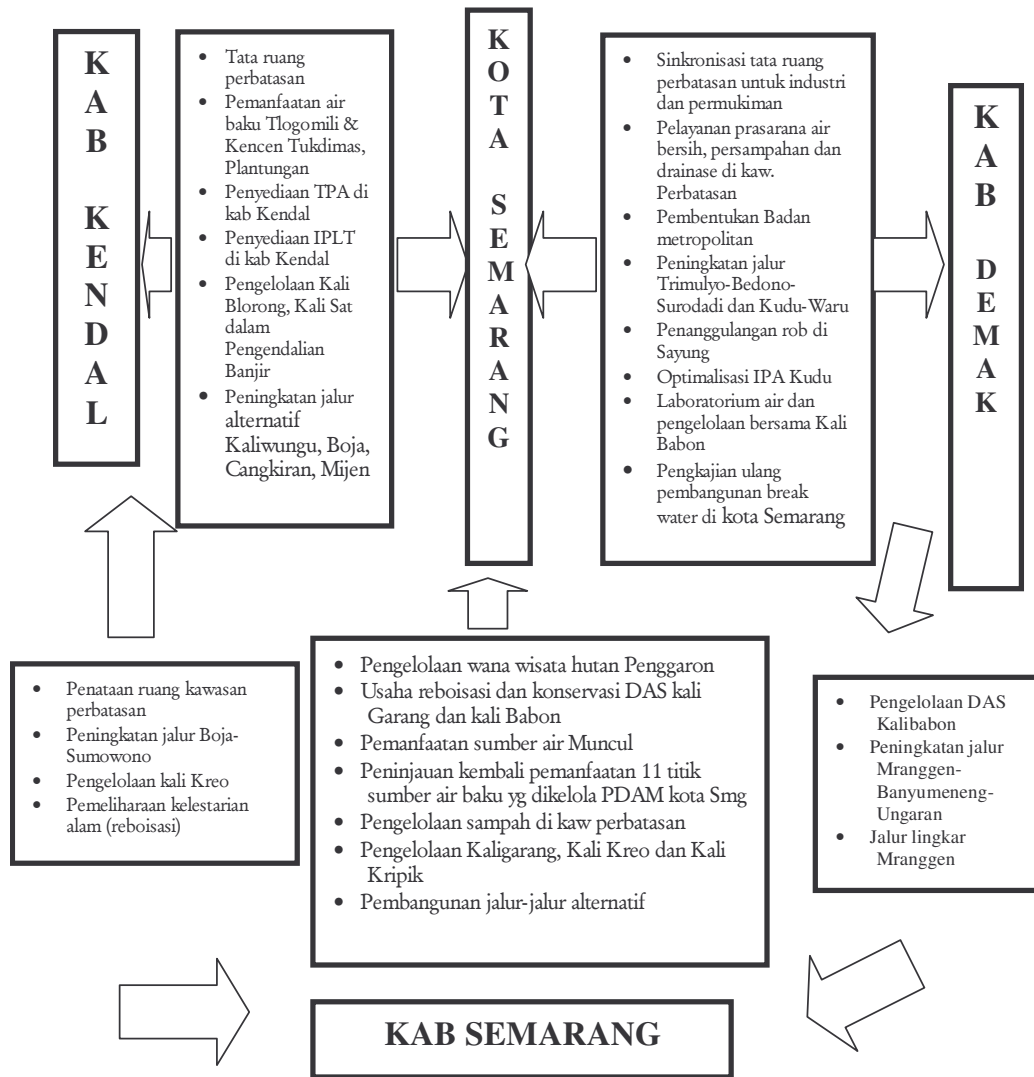 KAB KENDAL
• Tata ruang
perbatasan
• Pemanfaatan air
baku Tlogomili &
Kencen Tukdimas,
Plantungan
• Penyediaan TPA di
kab Kendal
• Penyediaan IPLT
di kab Kendal
• Pengelolaan Kali
Blorong, Kali Sat
dalam
Pengendalian
Banjir
• Peningkatan jalur
alternatif
Kaliwungu, Boja,
Cangkiran, Mijen
KOTA SEMARANG
• Sinkronisasi tata ruang
perbatasan untuk industri
dan permukiman
• Pelayanan prasarana air
bersih, persampahan dan
drainase di kaw.
Perbatasan
• Pembentukan Badan
metropolitan
• Peningkatan jalur
Trimulyo-Bedono-
Surodadi dan Kudu-Waru
• Penanggulangan rob di
Sayung
• Optimalisasi IPA Kudu
• Laboratorium air dan
pengelolaan bersama Kali
Babon
• Pengkajian ulang
pembangunan break
water di kota Semarang
KAB DEMAK
• Penataan ruang kawasan
perbatasan
• Peningkatan jalur Boja-
Sumowono
• Pengelolaan kali Kreo
• Pemeliharaan kelestarian
alam (reboisasi)
• Pengelolaan wana wisata hutan Penggaron
• Usaha reboisasi dan konservasi DAS kali
Garang dan kali Babon
• Pemanfaatan sumber air Muncul
• Peninjauan kembali pemanfaatan 11 titik
sumber air baku yg dikelola PDAM kota Smg
• Pengelolaan sampah di kaw perbatasan
• Pengelolaan Kaligarang, Kali Kreo dan Kali
Kripik
• Pembangunan jalur-jalur alternatif
• Pengelolaan DAS
Kalibabon
• Peningkatan jalur
Mranggen-
Banyumeneng-
Ungaran
• Jalur lingkar
Mranggen
KAB SEMARANG